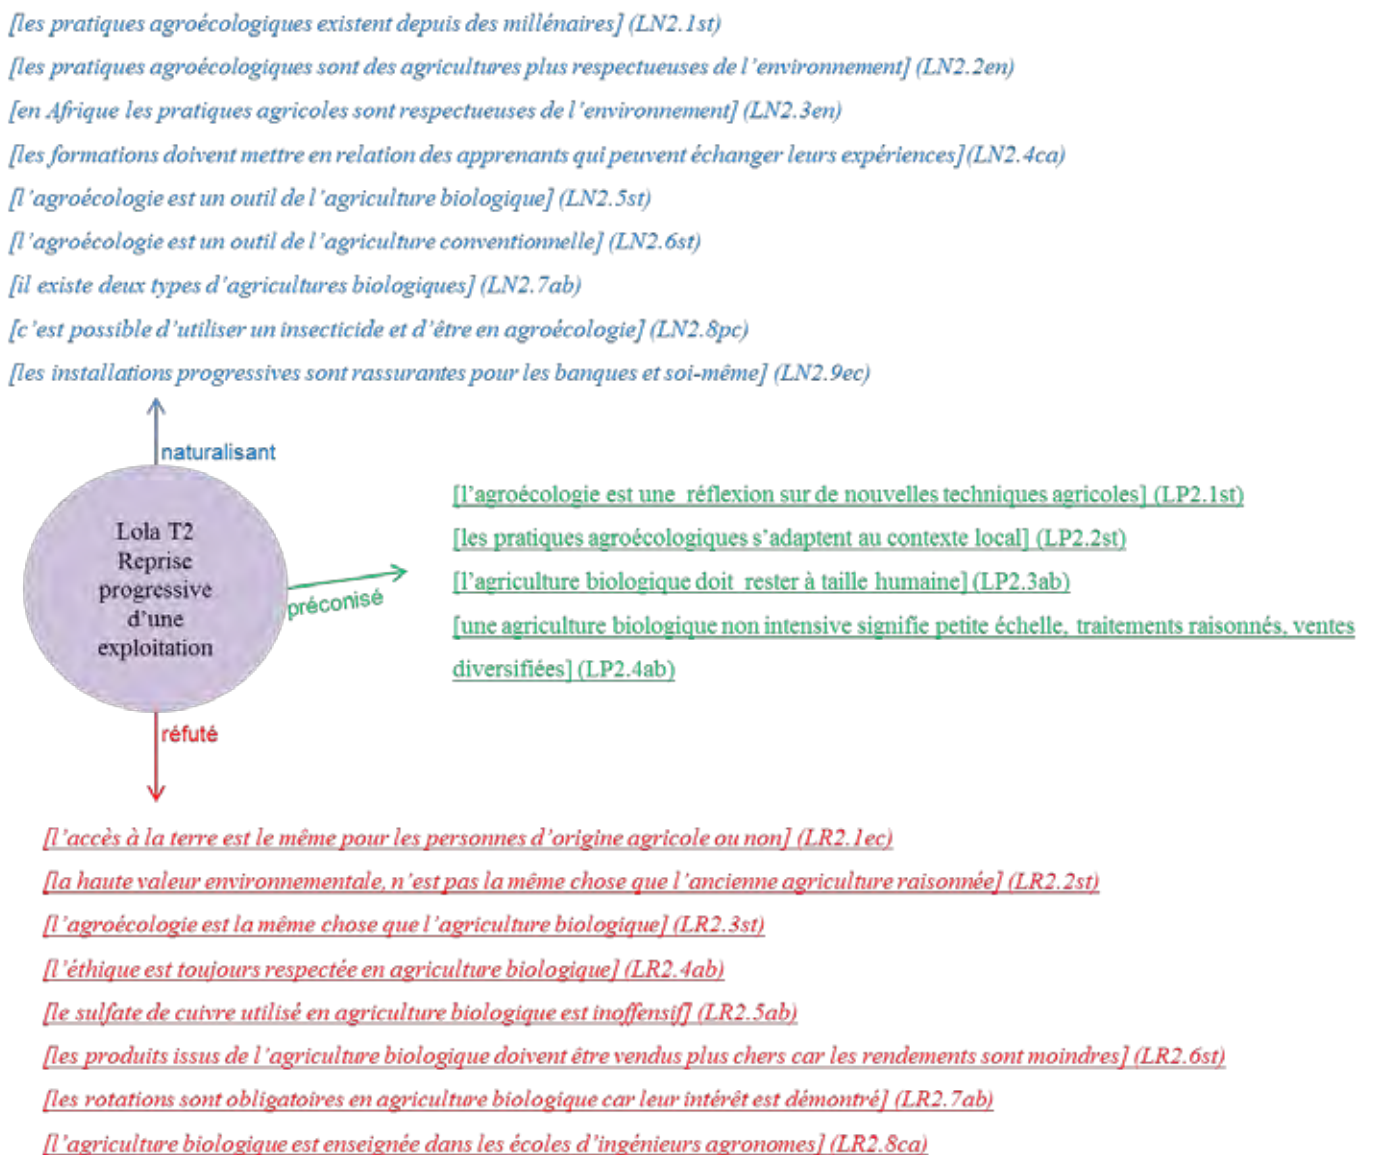 [les pratiques agroécologiques existent depuis des millénaires] (LN2.1st)
[les pratiques agroécologiques sont des agricultures plus respectueuses de l'environnement] (LN2.2en)
[en Afrique les pratiques agricoles sont respectueuses de l'environnement] (LN2.3en)
[les formations doivent mettre en relation des apprenants qui peuvent échanger leurs expériences](LN2.4ca)
[l'agroécologie est un outil de l'agriculture biologique] (LN2.5st)
[l'agroécologie est un outil de l'agriculture conventionnelle] (LN2.6st)
[il existe deux types d'agricultures biologiques] (LN2.7ab)
[c'est possible d'utiliser un insecticide et d'être en agroécologie] (LN2.8pc)
[les installations progressives sont rassurantes pour les banques et soi-même] (LN2.9ec)
naturalisant
Lola T2
Reprise
progressive
d'une
exploitation
préconisé
[l'agroécologie est une réflexion sur de nouvelles techniques agricoles] (LP2.1st)
[les pratiques agroécologiques s'adaptent au contexte local] (LP2.2st)
[l'agriculture biologique doit rester à taille humaine] (LP2.3ab)
[une agriculture biologique non intensive signifie petite échelle, traitements raisonnés, ventes
diversifiées] (LP2.4ab)
réfuté
[l'accès à la terre est le même pour les personnes d'origine agricole ou non] (LR2.1ec)
[la haute valeur environnementale, n'est pas la même chose que l'ancienne agriculture raisonnée] (LR2.2st)
[l'agroécologie est la même chose que l'agriculture biologique] (LR2.3st)
[l'éthique est toujours respectée en agriculture biologique] (LR2.4ab)
[le sulfate de cuivre utilisé en agriculture biologique est inoffensif] (LR2.5ab)
[les produits issus de l'agriculture biologique doivent être vendus plus chers car les rendements sont moindres] (LR2.6st)
[les rotations sont obligatoires en agriculture biologique car leur intérêt est démontré] (LR2.7ab)
[l'agriculture biologique est enseignée dans les écoles d'ingénieurs agronomes] (LR2.8ca)